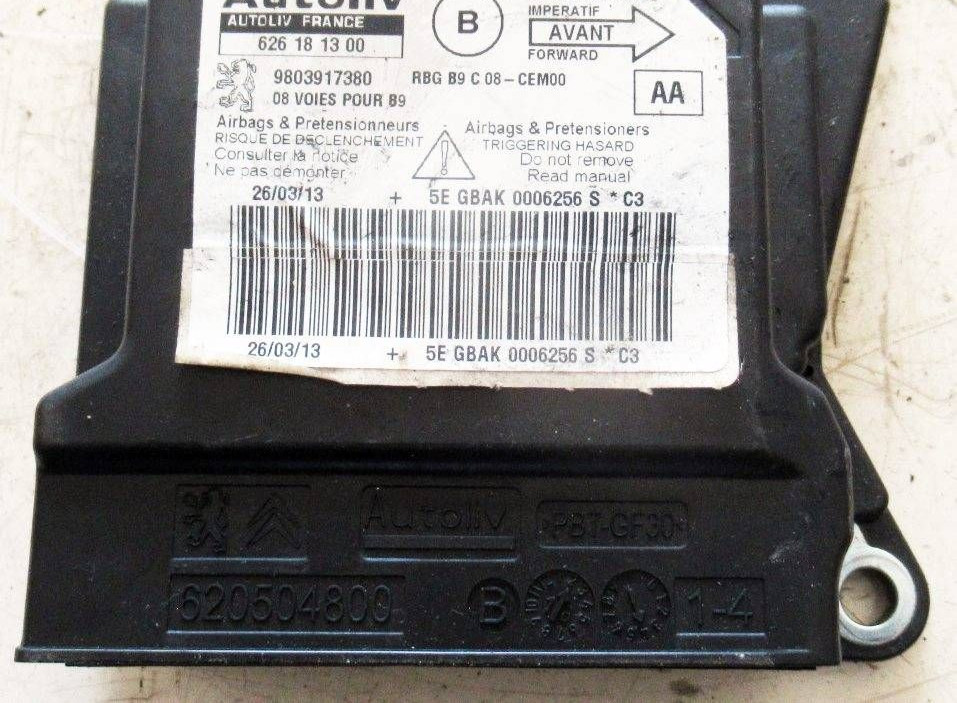 Autoliv
AUTOLIV FRANCE
626 18 13 00
B
IMPERATIF
AVANT
FORWARD
9803917380 RBG B9 C 08-CEM00
08 VOIES POUR B9
AA
Airbags & Pretensionneurs
RISQUE DE DECLENCHEMENT
Consulter la notice
Ne pas démonter
Airbags & Pretensioners
TRIGGERING HASARD
Do not remove
Read manual
26/03/13 + 5E GBAK 0006256 S * C3
26/03/13 + 5E GBAK 0006256 S * C3
Autoliv >PBT-GF30<
620504800 B 1-4